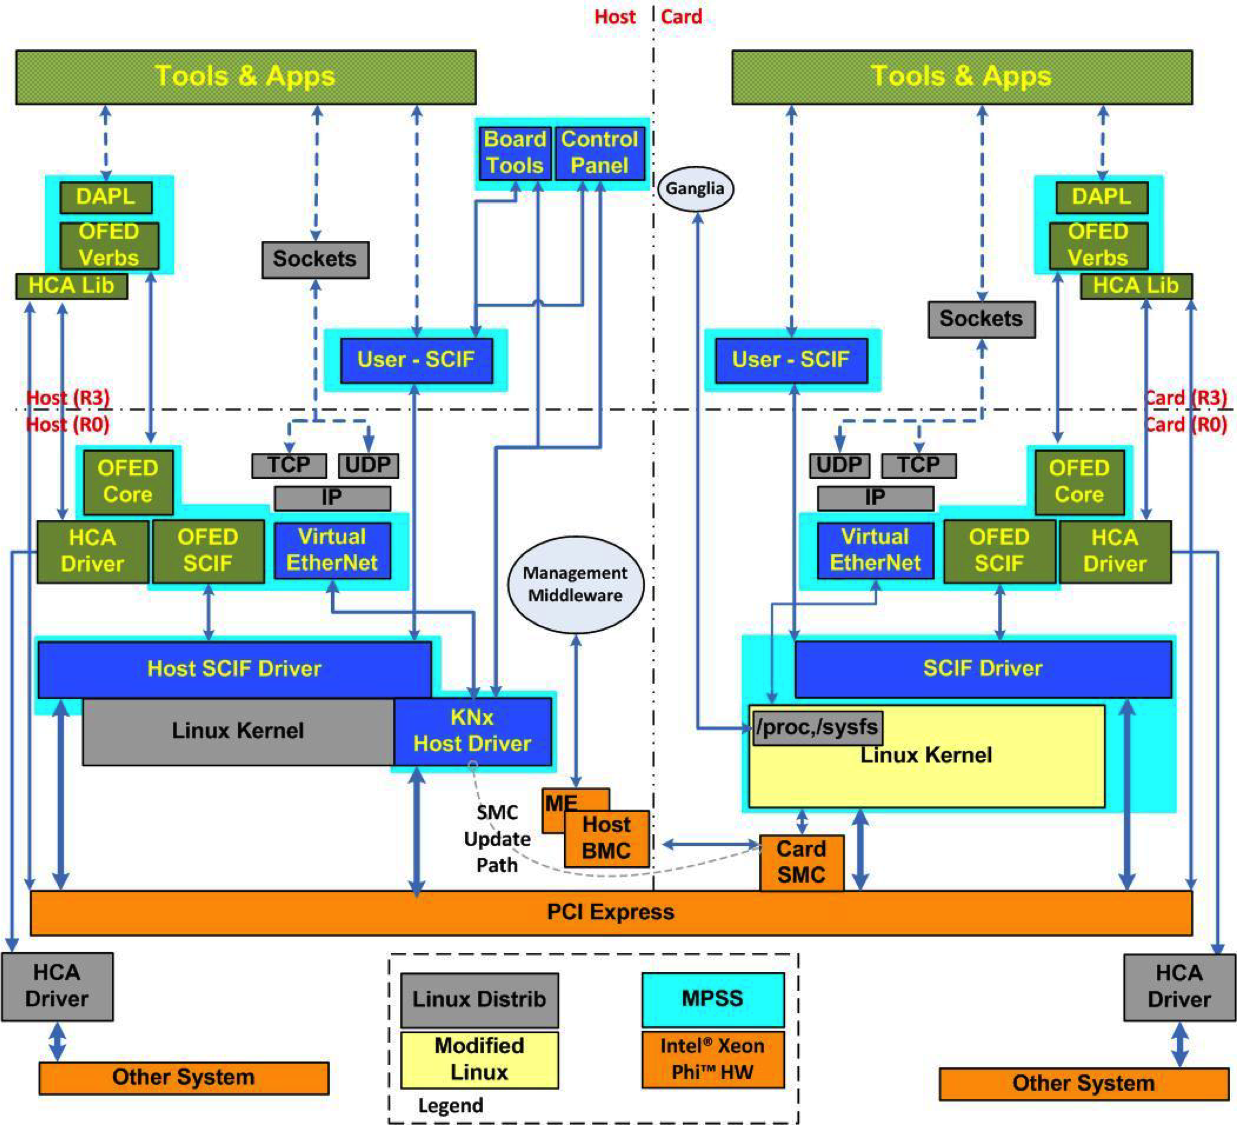 Host Card
Tools & Apps
Tools & Apps
Board
Tools
Control
Panel
Ganglia
DAPL
OFED
Verbs
HCA Lib
Sockets
User - SCIF
DAPL
OFED
Verbs
HCA Lib
Sockets
User - SCIF
Host (R3)
Host (R0)
Card (R3)
Card (R0)
OFED
Core
TCP
UDP
IP
HCA
Driver
OFED
SCIF
Virtual
EtherNet
Management
Middleware
UDP
TCP
IP
OFED
Core
Virtual
EtherNet
OFED
SCIF
HCA
Driver
Host SCIF Driver
Linux Kernel
KNx
Host Driver
SCIF Driver
/proc,/sysfs
Linux Kernel
SMC
Update
Path
ME
Host
BMC
Card
SMC
PCI Express
HCA
Driver
Other System
HCA
Driver
Other System
Linux Distrib
MPSS
Modified
Linux
Intel® Xeon
Phi™ HW
Legend